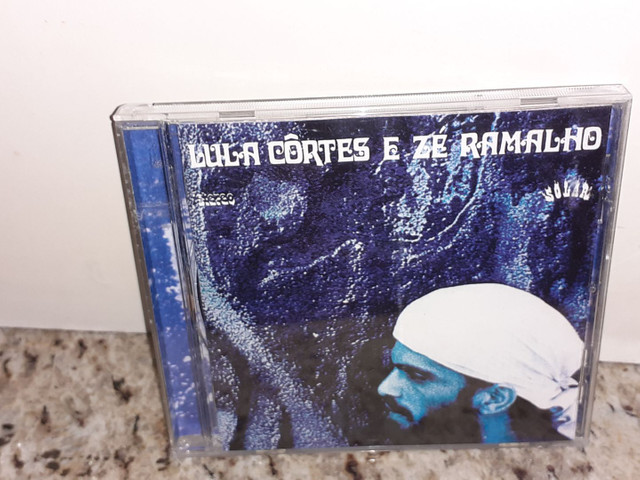 LULA CÔRTES E ZÉ RAMALHO
STEREO
SOLAR